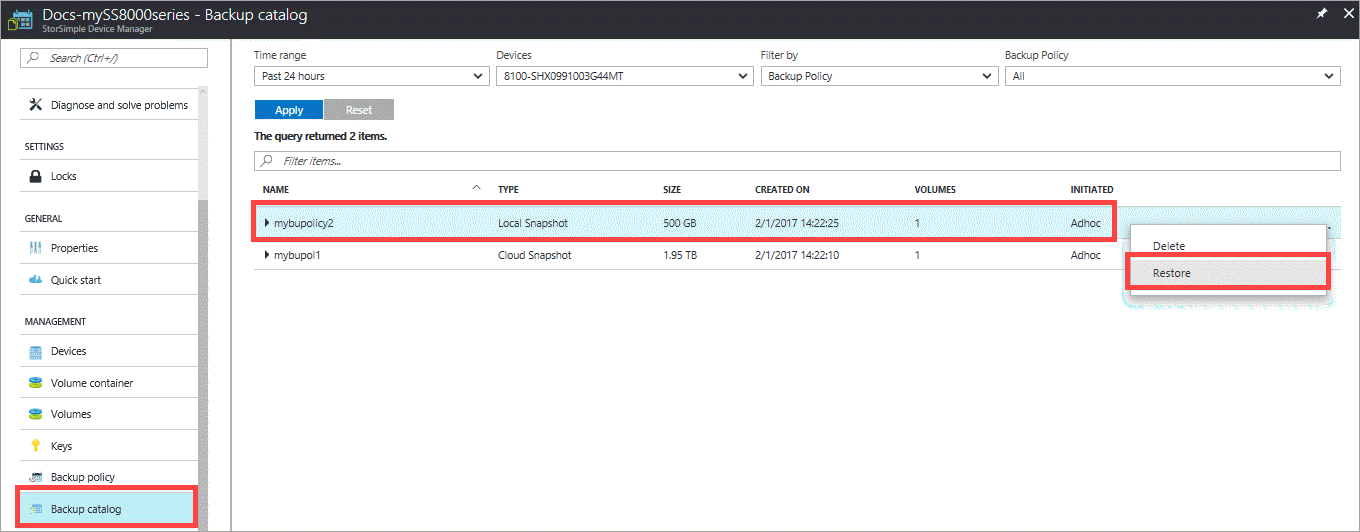 Docs-mySS8000series - Backup catalog
StorSimple Device Manager
Search (Ctrl+/)
Diagnose and solve problems
SETTINGS
Locks
GENERAL
Properties
Quick start
MANAGEMENT
Devices
Volume container
Volumes
Keys
Backup policy
Backup catalog
Time range Devices Filter by Backup Policy
Past 24 hours 8100-SHX0991003G44MT Backup Policy All
Apply Reset
The query returned 2 items.
Filter items...
NAME TYPE SIZE CREATED ON VOLUMES INITIATED
mybupolicy2 Local Snapshot 500 GB 2/1/2017 14:22:25 1 Adhoc
mybupol1 Cloud Snapshot 1.95 TB 2/1/2017 14:22:10 1 Adhoc
Delete
Restore